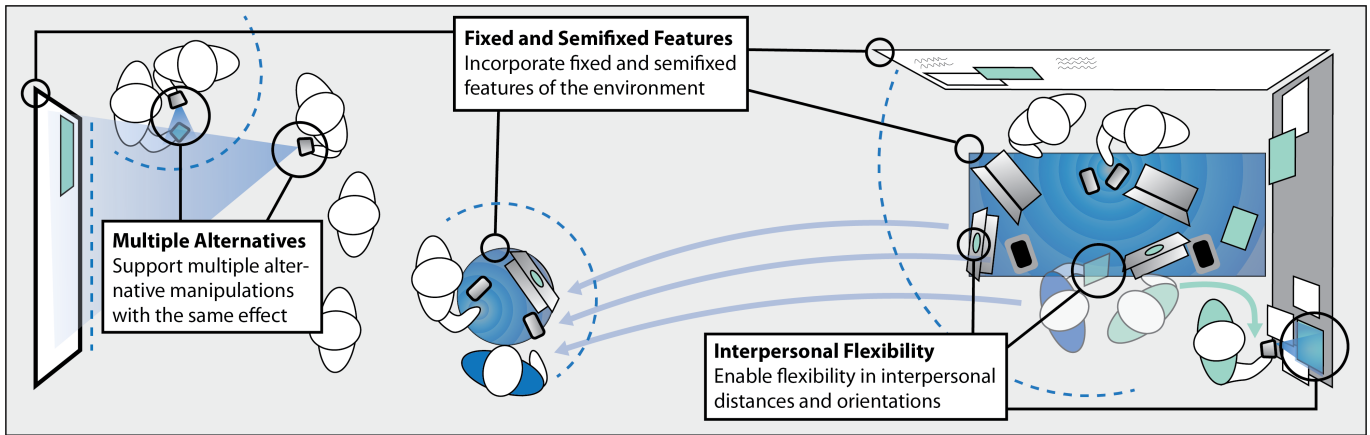 Fixed and Semifixed Features
Incorporate fixed and semifixed
features of the environment
Multiple Alternatives
Support multiple alter-
native manipulations
with the same effect
Interpersonal Flexibility
Enable flexibility in interpersonal
distances and orientations